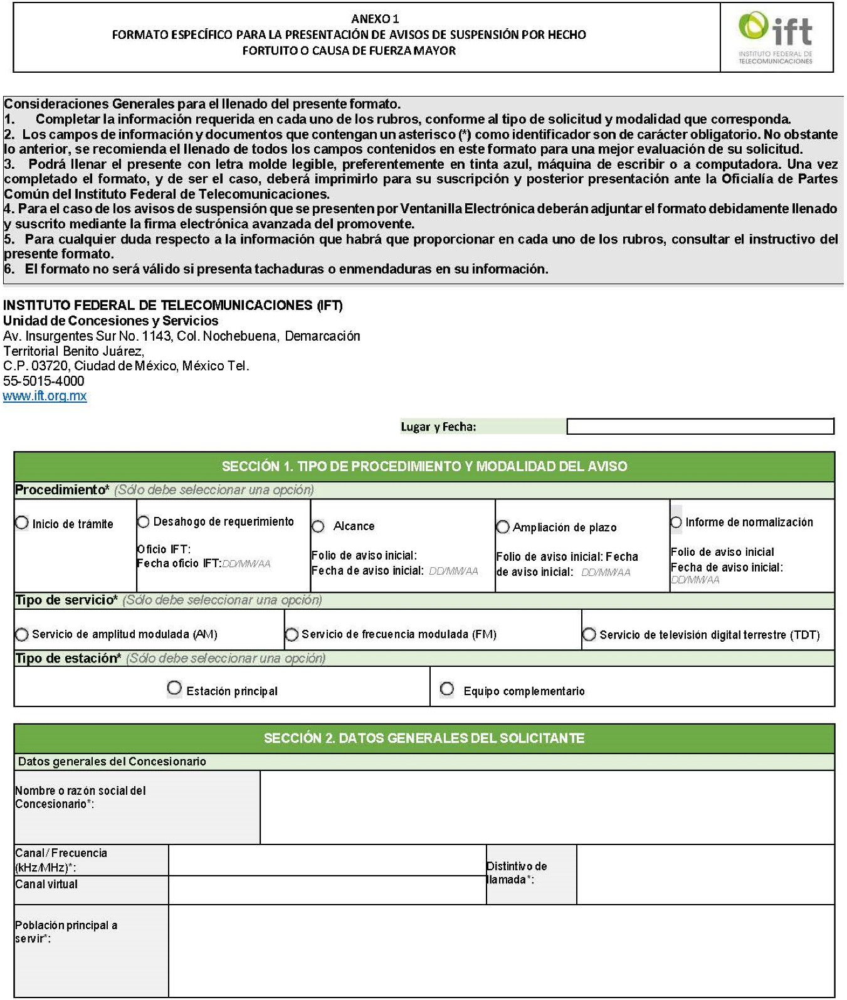 ANEXO 1
FORMATO ESPECÍFICO PARA LA PRESENTACIÓN DE AVISOS DE SUSPENSIÓN POR HECHO
FORTUITO O CAUSA DE FUERZA MAYOR
ift
INSTITUTO FEDERAL DE
TELECOMUNICACIONES
Consideraciones Generales para el llenado del presente formato.
1. Completar la información requerida en cada uno de los rubros, conforme al tipo de solicitud y modalidad que corresponda.
2. Los campos de información y documentos que contengan un asterisco (*) como identificador son de carácter obligatorio. No obstante
lo anterior, se recomienda el llenado de todos los campos contenidos en este formato para una mejor evaluación de su solicitud.
3. Podrá llenar el presente con letra molde legible, preferentemente en tinta azul, máquina de escribir o a computadora. Una vez
completado el formato, y de ser el caso, deberá imprimirlo para su suscripción y posterior presentación ante la Oficialía de Partes
Común del Instituto Federal de Telecomunicaciones.
4. Para el caso de los avisos de suspensión que se presenten por Ventanilla Electrónica deberán adjuntar el formato debidamente llenado
y suscrito mediante la firma electrónica avanzada del promovente.
5. Para cualquier duda respecto a la información que habrá que proporcionar en cada uno de los rubros, consultar el instructivo del
presente formato.
6. El formato no será válido si presenta tachaduras o enmendaduras en su información.
INSTITUTO FEDERAL DE TELECOMUNICACIONES (IFT)
Unidad de Concesiones y Servicios
Av. Insurgentes Sur No. 1143, Col. Nochebuena, Demarcación
Territorial Benito Juárez,
C.P. 03720, Ciudad de México, México Tel.
55-5015-4000
www.ift.org.mx
Lugar y Fecha:
SECCIÓN 1. TIPO DE PROCEDIMIENTO Y MODALIDAD DEL AVISO
Procedimiento* (Sólo debe seleccionar una opción)
Inicio de trámite
Desahogo de requerimiento
Oficio IFT:
Fecha oficio IFT: DD/MM/AA
Alcance
Folio de aviso inicial:
Fecha de aviso inicial: DD/MM/AA
Ampliación de plazo
Folio de aviso inicial: Fecha
de aviso inicial: DD/MM/AA
Informe de normalización
Folio de aviso inicial
Fecha de aviso inicial:
DD/MM/AA
Tipo de servicio* (Sólo debe seleccionar una opción)
Servicio de amplitud modulada (AM)
Servicio de frecuencia modulada (FM)
Servicio de televisión digital terrestre (TDT)
Tipo de estación* (Sólo debe seleccionar una opción)
Estación principal
Equipo complementario
SECCIÓN 2. DATOS GENERALES DEL SOLICITANTE
Datos generales del Concesionario
Nombre o razón social del
Concesionario*:
Canal/ Frecuencia
(kHz/MHz)*:
Canal virtual
Distintivo de
llamada*:
Población principal a
servir*: